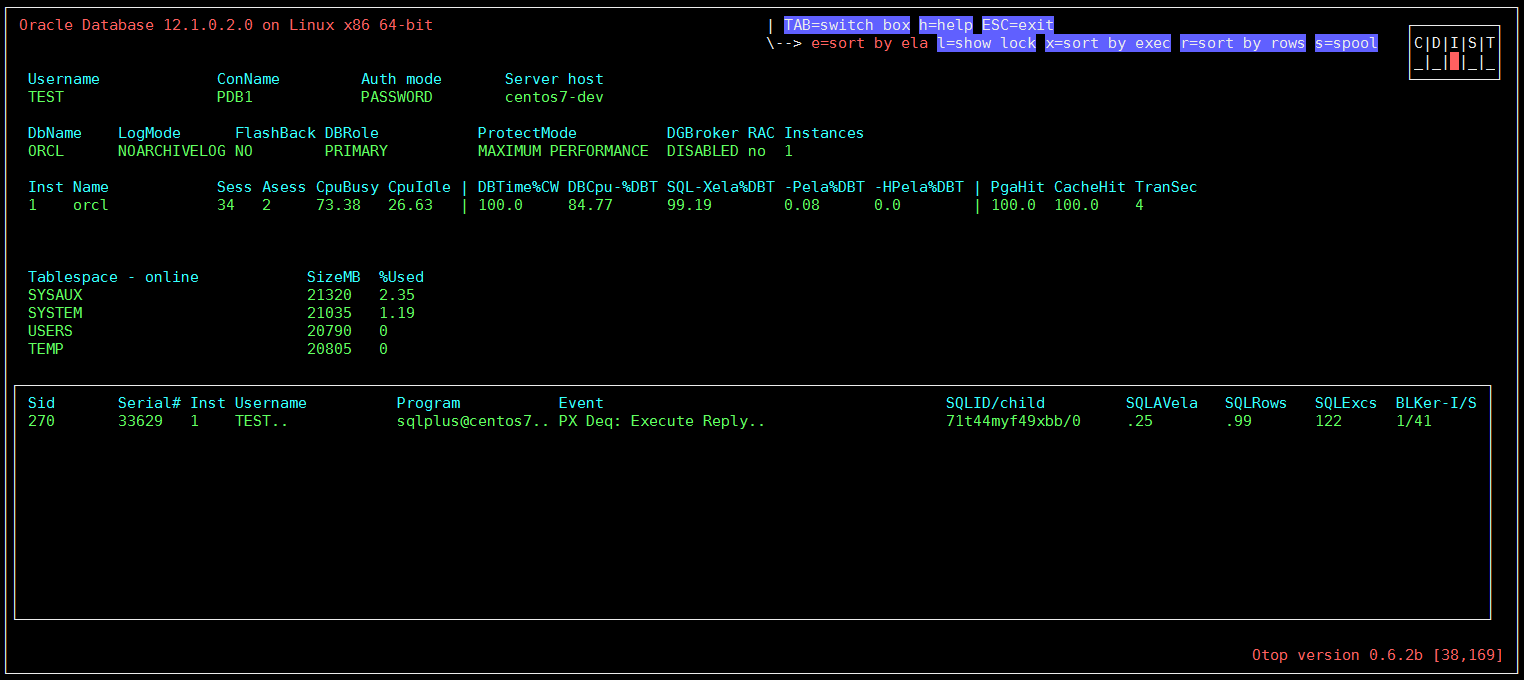 Oracle Database 12.1.0.2.0 on Linux x86 64-bit | TAB=switch box h=help ESC=exit
\--> e=sort by ela l=show lock x=sort by exec r=sort by rows s=spool C|D|I|S|T
_|_| |_|_
Username ConName Auth mode Server host
TEST PDB1 PASSWORD centos7-dev
DbName LogMode FlashBack DBRole ProtectMode DGBroker RAC Instances
ORCL NOARCHIVELOG NO PRIMARY MAXIMUM PERFORMANCE DISABLED no 1
Inst Name Sess Asess CpuBusy CpuIdle | DBTime%CW DBCpu-%DBT SQL-Xela%DBT -Pela%DBT -HPela%DBT | PgaHit CacheHit TranSec
1 orcl 34 2 73.38 26.63 | 100.0 84.77 99.19 0.08 0.0 | 100.0 100.0 4
Tablespace - online SizeMB %Used
SYSAUX 21320 2.35
SYSTEM 21035 1.19
USERS 20790 0
TEMP 20805 0
Sid Serial# Inst Username Program Event SQLID/child SQLAVela SQLRows SQLExcs BLKer-I/S
270 33629 1 TEST.. sqlplus@centos7.. PX Deq: Execute Reply.. 71t44myf49xbb/0 .25 .99 122 1/41
Otop version 0.6.2b [38,169]